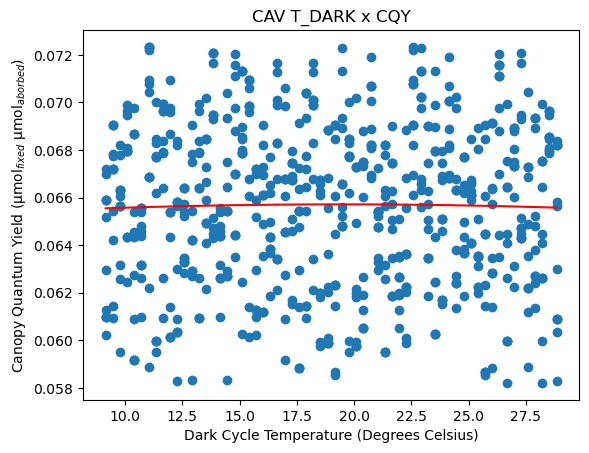 CAV T_DARK x CQY
Canopy Quantum Yield (μmol_fixed μmol_aborbed)
0.072
0.070
0.068
0.066
0.064
0.062
0.060
0.058
10.0 12.5 15.0 17.5 20.0 22.5 25.0 27.5
Dark Cycle Temperature (Degrees Celsius)